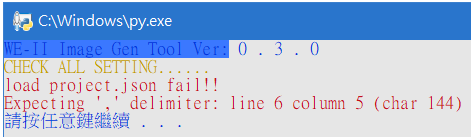 C:\Windows\py.exe
WE-II Image Gen Tool Ver: 0.3.0
CHECK ALL SETTING......
load project.json fail!!
Expecting ',' delimiter: line 6 column 5 (char 144)
請按任意鍵繼續 . . .